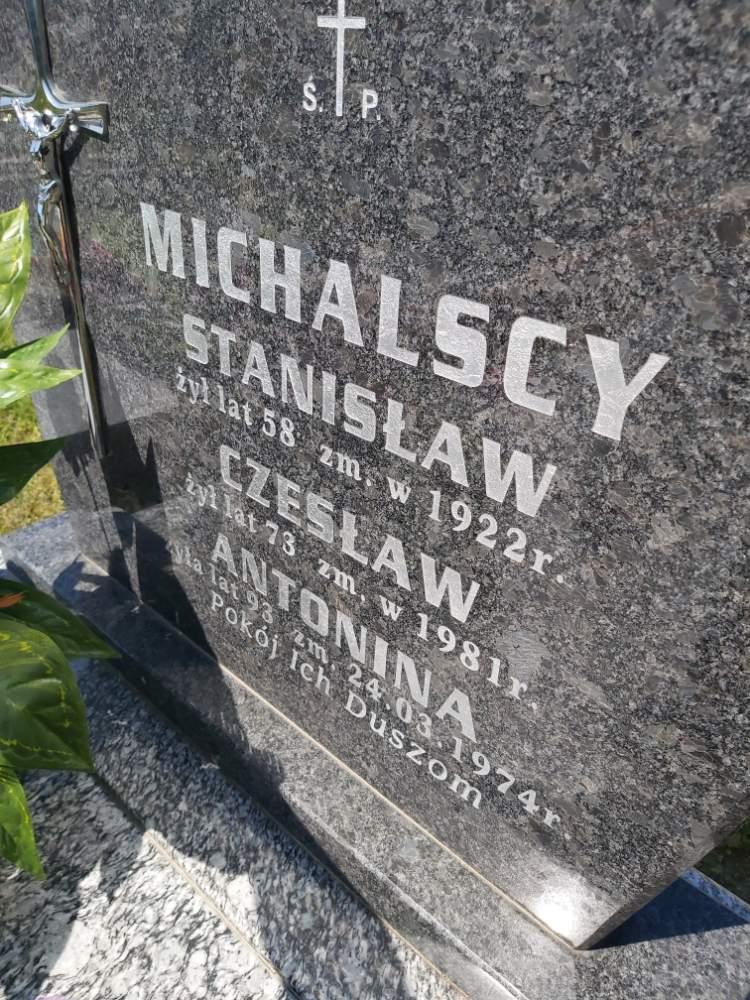 Ś. P.
MICHALSCY
STANISŁAW
żył lat 58 zm. w 1922r.
CZESŁAW
żył lat 73 zm. w 1981r.
ANTONINA
żyła lat 93 zm. 24.03.1974r.
Pokój Ich Duszom